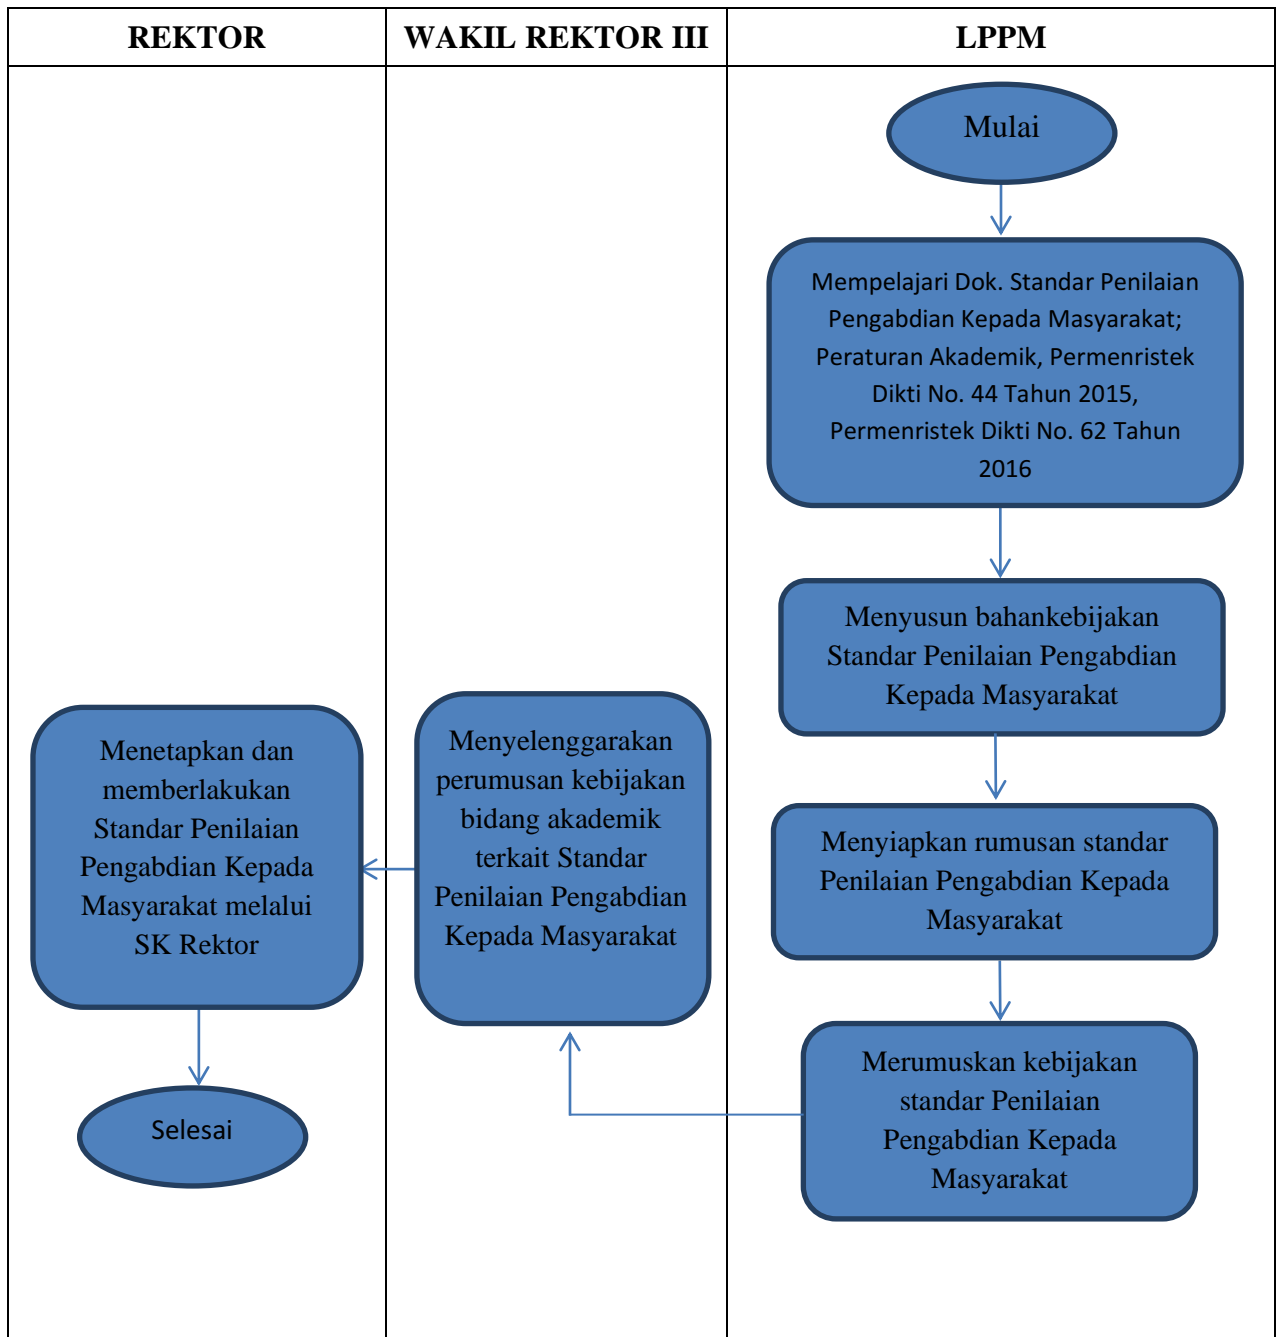 REKTOR
WAKIL REKTOR III
LPPM
Mulai
Mempelajari Dok. Standar Penilaian
Pengabdian Kepada Masyarakat;
Peraturan Akademik, Permenristek
Dikti No. 44 Tahun 2015,
Permenristek Dikti No. 62 Tahun
2016
Menyusun bahankebijakan
Standar Penilaian Pengabdian
Kepada Masyarakat
Menyiapkan rumusan standar
Penilaian Pengabdian Kepada
Masyarakat
Merumuskan kebijakan
standar Penilaian
Pengabdian Kepada
Masyarakat
Menyelenggarakan
perumusan kebijakan
bidang akademik
terkait Standar
Penilaian Pengabdian
Kepada Masyarakat
Menetapkan dan
memberlakukan
Standar Penilaian
Pengabdian Kepada
Masyarakat melalui
SK Rektor
Selesai